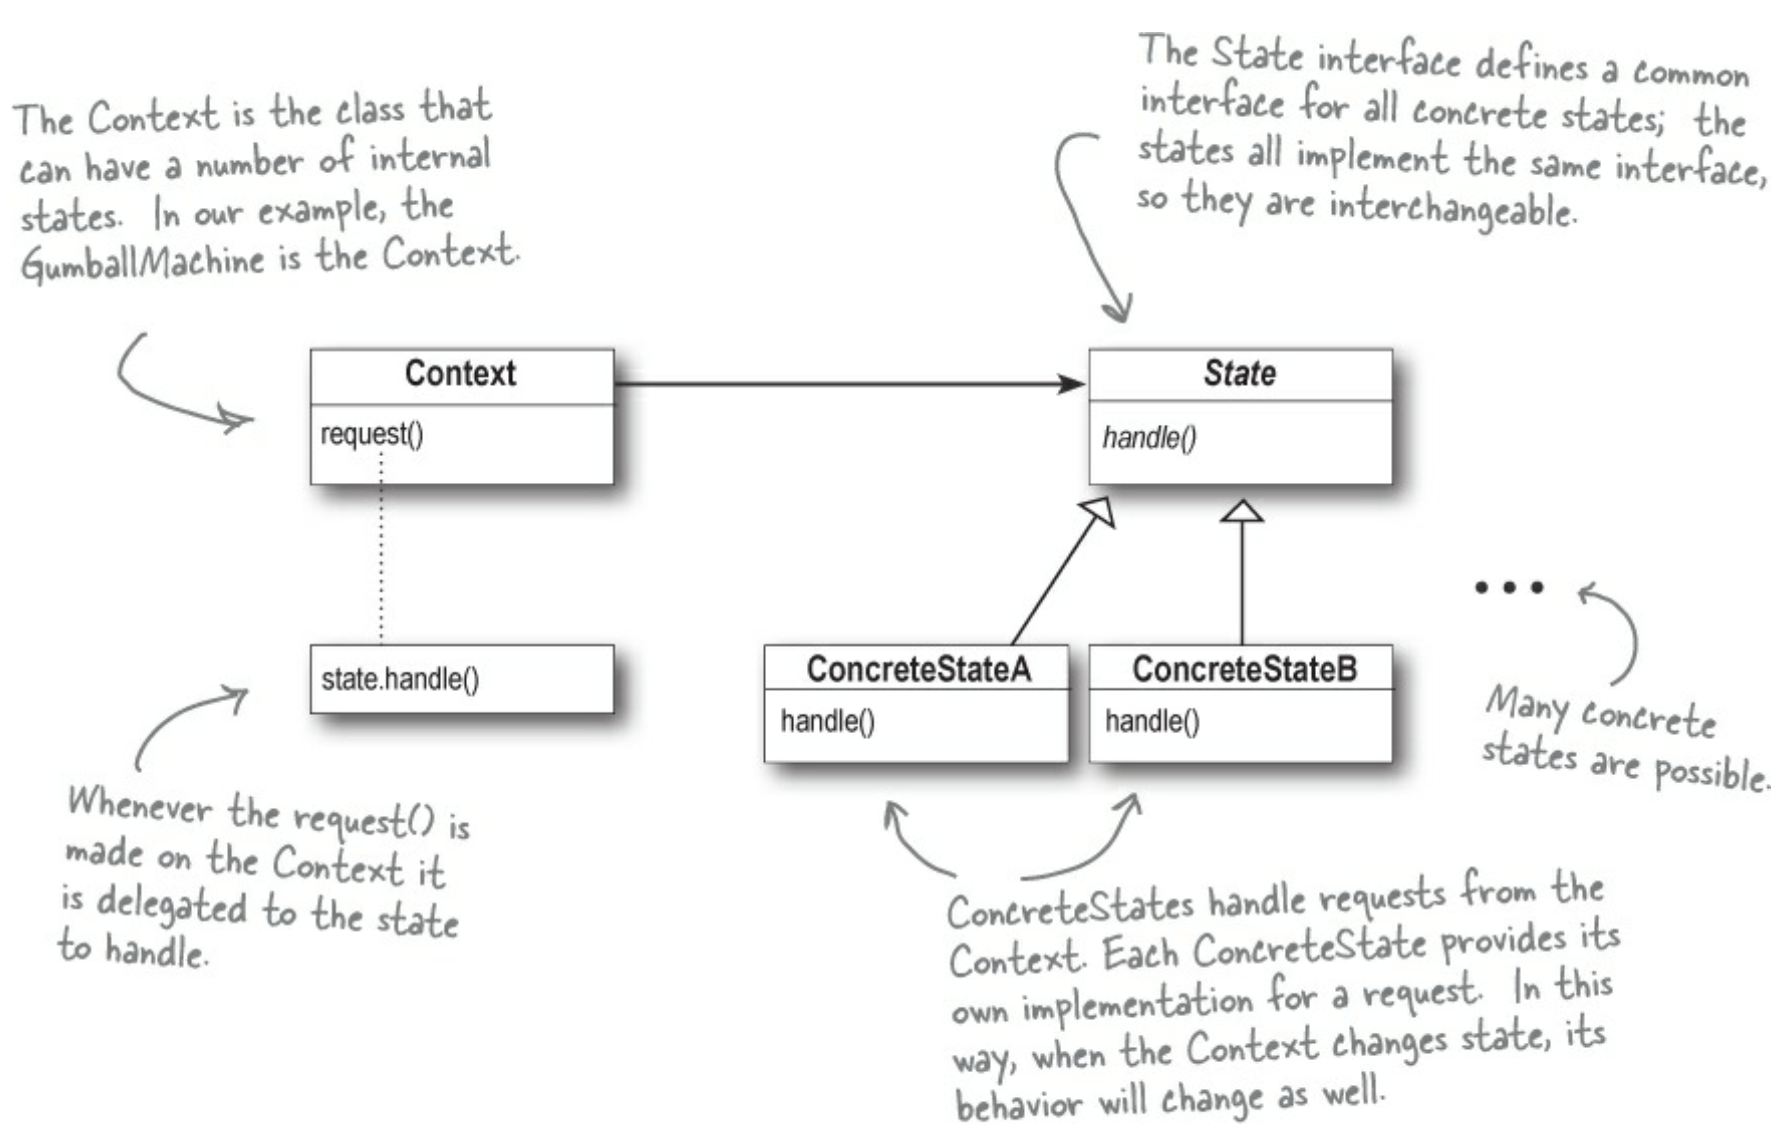 The Context is the class that
can have a number of internal
states. In our example, the
GumballMachine is the Context.
The State interface defines a common
interface for all concrete states; the
states all implement the same interface,
so they are interchangeable.
Context
request()
State
handle()
state.handle()
ConcreteStateA
handle()
ConcreteStateB
handle()
•••
Many concrete
states are possible.
Whenever the request() is
made on the Context it
is delegated to the state
to handle.
ConcreteStates handle requests from the
Context. Each ConcreteState provides its
own implementation for a request. In this
way, when the Context changes state, its
behavior will change as well.